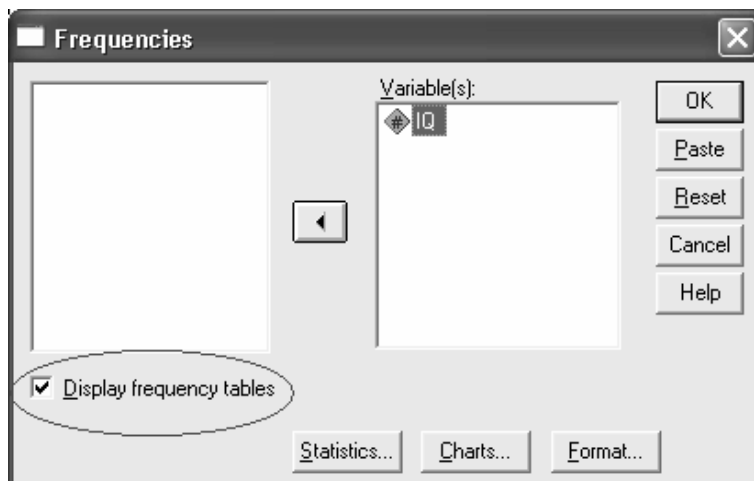 Frequencies
Variable(s):
# IQ
OK
Paste
Reset
Cancel
Help
Display frequency tables
Statistics... Charts... Format...